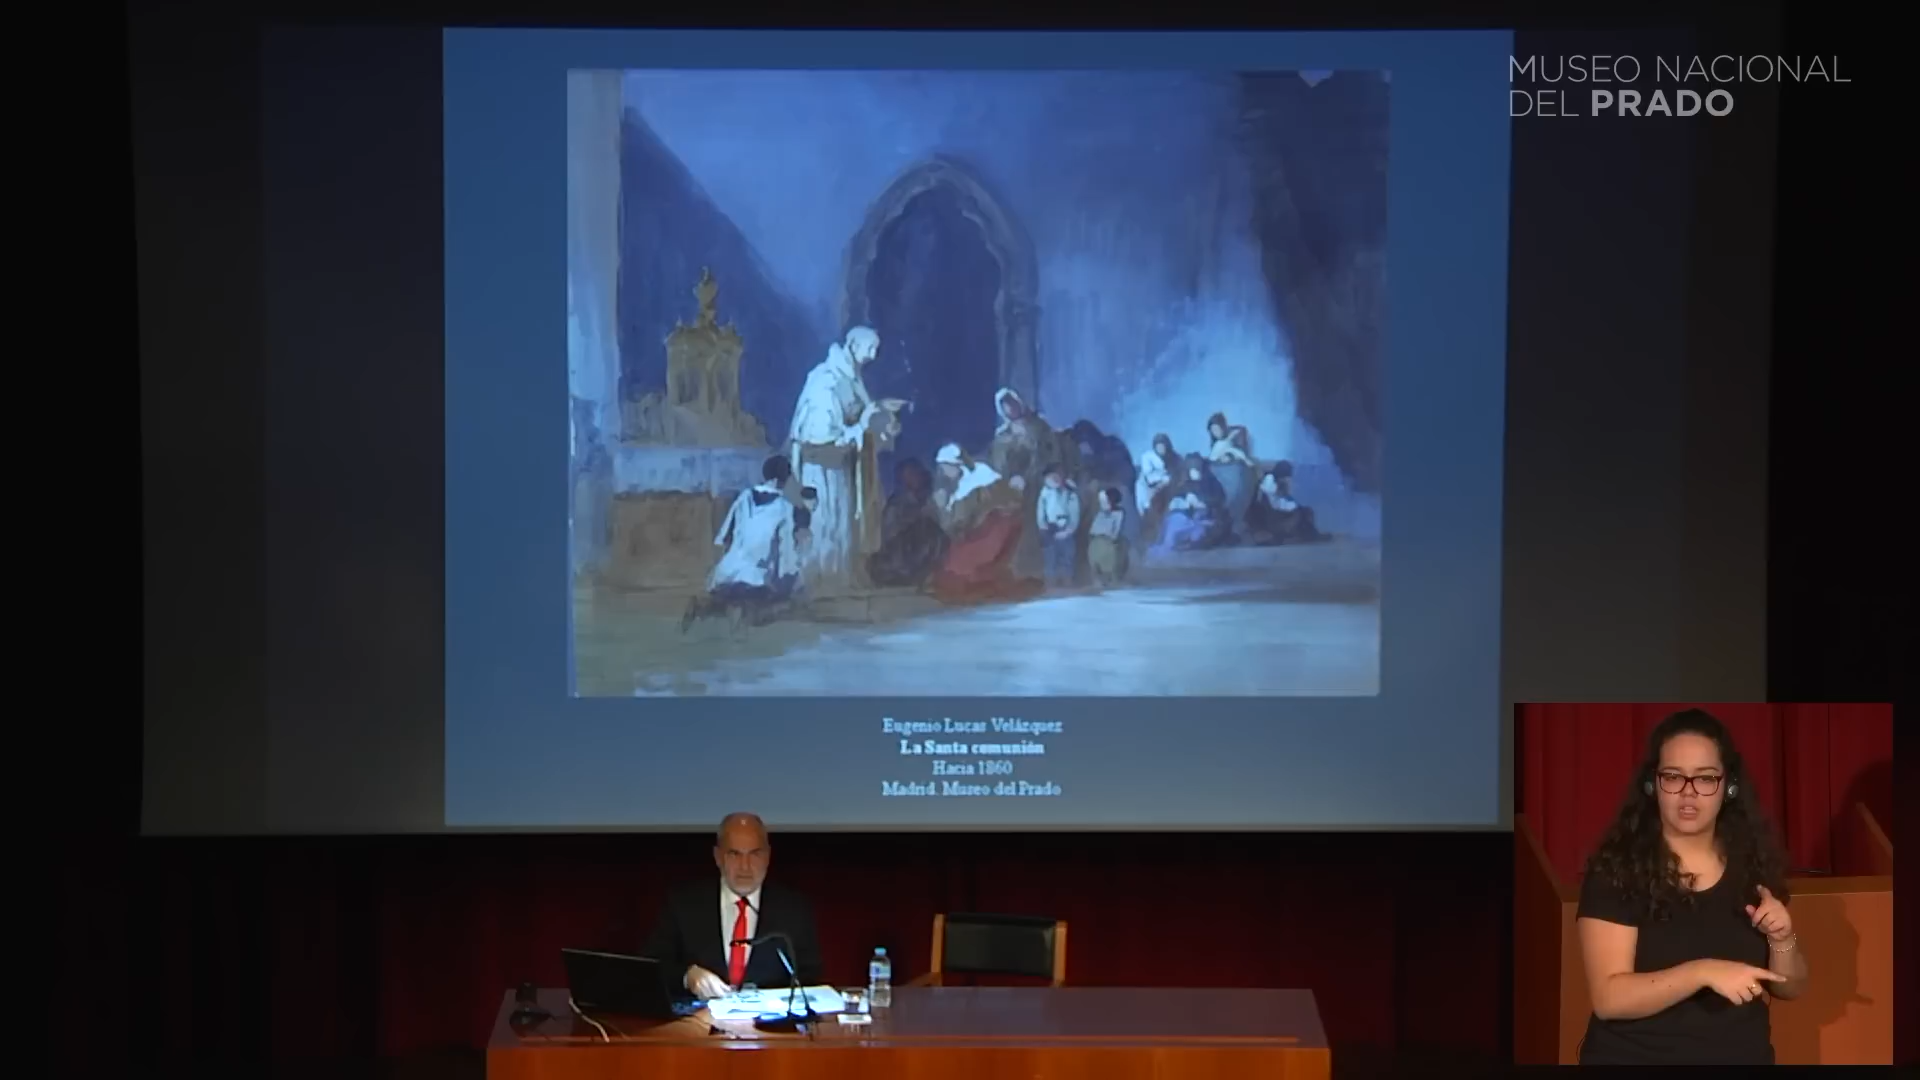 MUSEO NACIONAL
DEL PRADO
Eugenio Lucas Velázquez
La Santa comunión
Hacia 1860
Madrid. Museo del Prado